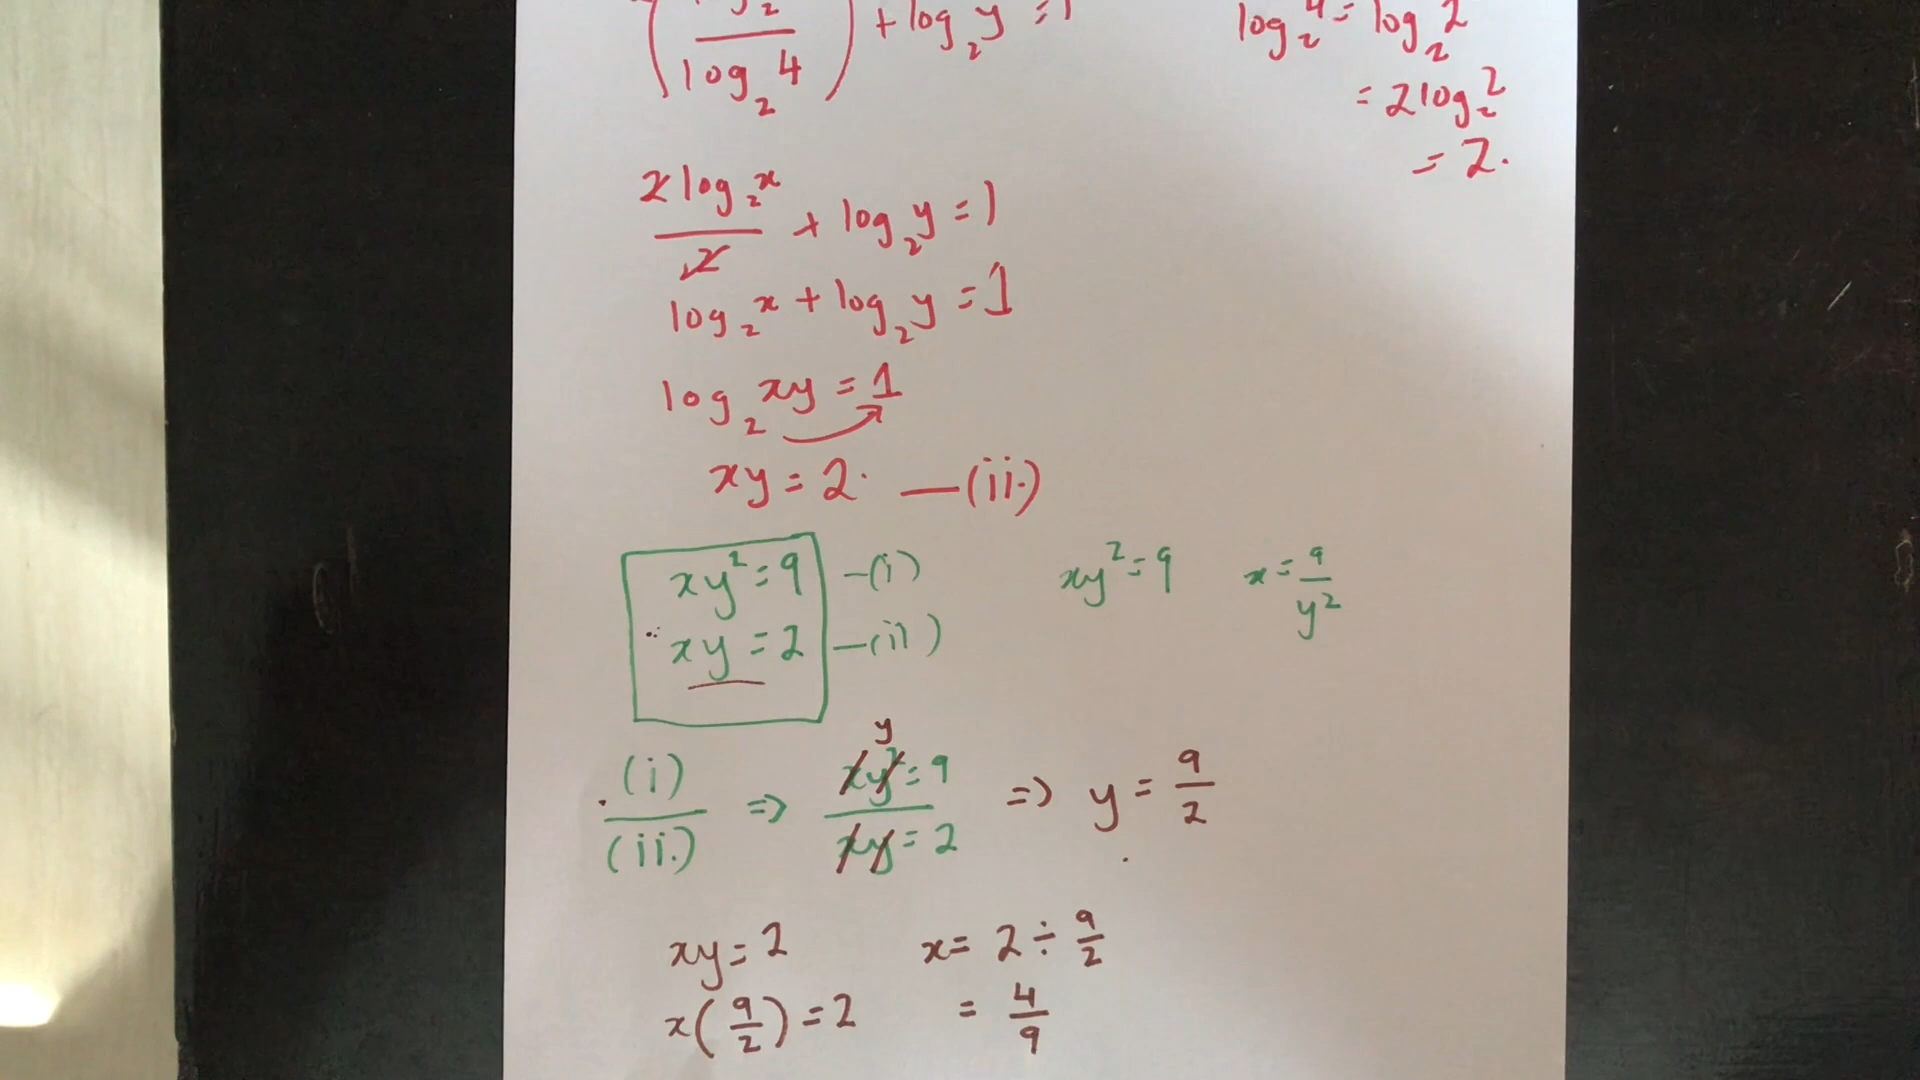 log₂4 + log₂y = 1
log₂4 = log₂2
= 2log₂2
= 2.
2log₂x/2 + log₂y = 1
log₂x + log₂y = 1
log₂xy = 1
xy = 2. —(ii.)
xy² = 9 —(i) xy² = 9 x = 9/y²
xy = 2 —(ii)
y
(i)/(ii.) => xy² = 9/xy = 2 => y = 9/2
xy = 2 x = 2 ÷ 9/2
x(9/2) = 2 = 4/9